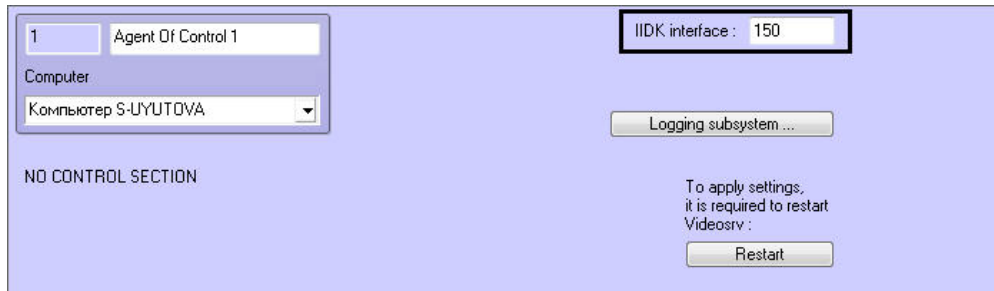 1 Agent Of Control 1
IIDK interface : 150
Computer
Компьютер S-UYUTOVA
Logging subsystem ...
NO CONTROL SECTION
To apply settings,
it is required to restart
Videosrv :
Restart